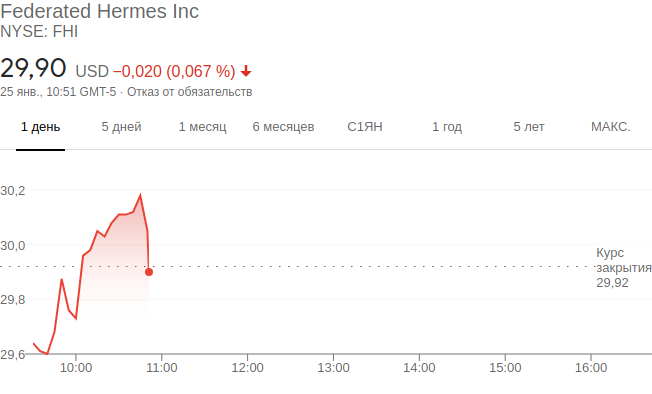 Federated Hermes Inc
NYSE: FHI
29,90 USD −0,020 (0,067 %)
25 янв., 10:51 GMT-5 · Отказ от обязательств
1 день 5 дней 1 месяц 6 месяцев С1ЯН 1 год 5 лет МАКС.
30,2
30,0
Курс
закрытия
29,92
29,8
29,6
10:00 11:00 12:00 13:00 14:00 15:00 16:00